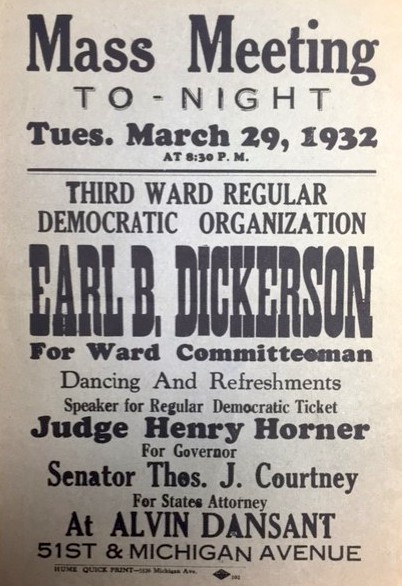 Mass Meeting
TO-NIGHT
Tues. March 29, 1932
AT 8:30 P. M.
THIRD WARD REGULAR
DEMOCRATIC ORGANIZATION
EARL B. DICKERSON
For Ward Committeeman
Dancing And Refreshments
Speaker for Regular Democratic Ticket
Judge Henry Horner
For Governor
Senator Thos. J. Courtney
For States Attorney
At ALVIN DANSANT
51ST & MICHIGAN AVENUE
HUME QUICK PRINT— Michigan Ave.